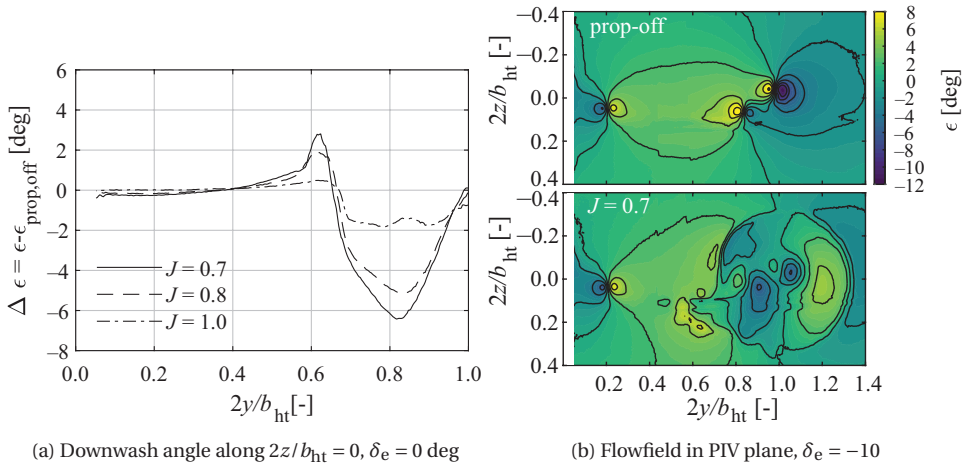 6
4
2
0
−2
−4
−6
−8
Δ ϵ = ϵ-ϵprop,off [deg]
J = 0.7
J = 0.8
J = 1.0
0.0 0.2 0.4 0.6 0.8 1.0
2y/bht[-]
(a) Downwash angle along 2z/bht = 0, δe = 0 deg
prop-off
−0.4
−0.2
0.0
0.2
0.4
2z/bht [-]
J = 0.7
−0.4
−0.2
0.0
0.2
0.4
2z/bht [-]
0.2 0.4 0.6 0.8 1.0 1.2 1.4
2y/bht [-]
8
6
4
2
0
−2
−4
−6
−8
−10
−12
ϵ [deg]
(b) Flowfield in PIV plane, δe = −10